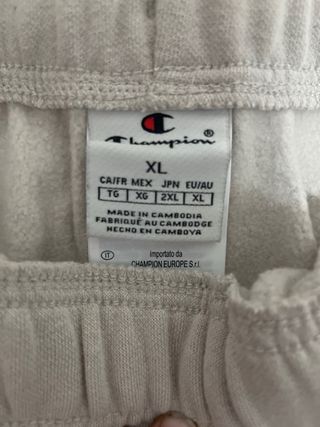 Champion®
XL
CA/FR MEX JPN EU/AU
TG XG 2XL XL
MADE IN CAMBODIA
FABRIQUÉ AU CAMBODGE
HECHO EN CAMBOYA
IT Importato da
CHAMPION EUROPE S.r.l.